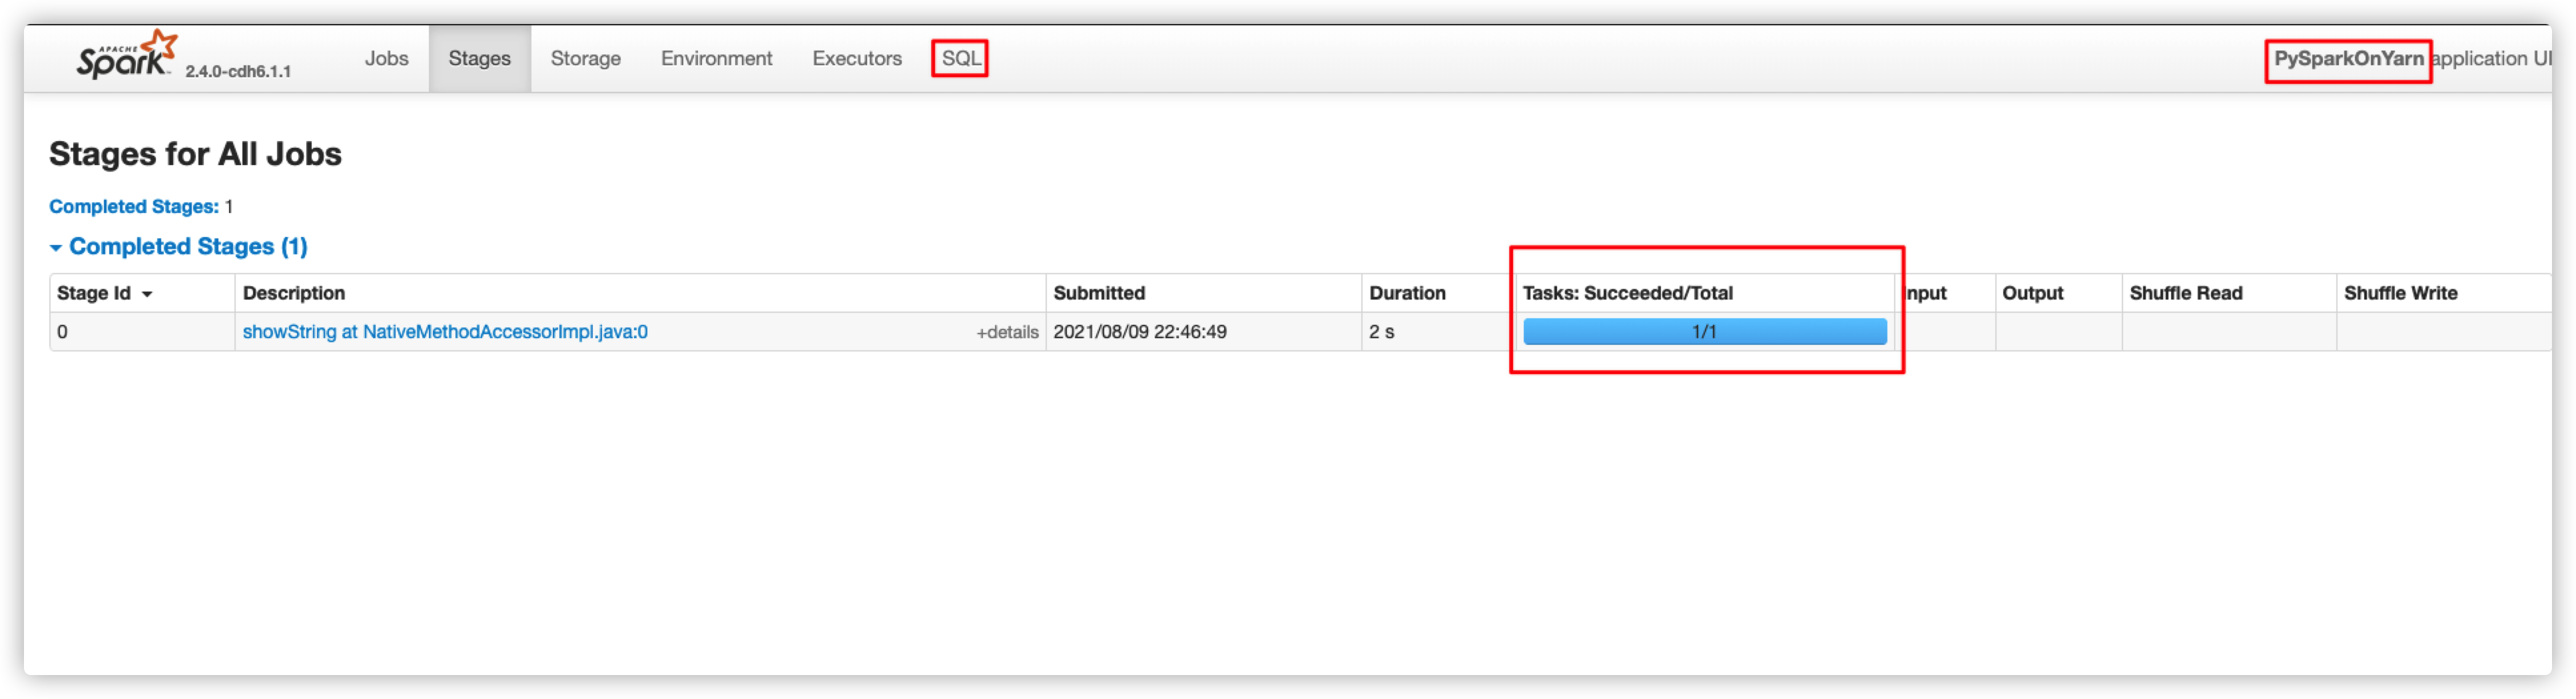 APACHE Spark 2.4.0-cdh6.1.1 Jobs Stages Storage Environment Executors SQL PySparkOnYarn application UI
Stages for All Jobs
Completed Stages: 1
Completed Stages (1)
Stage Id Description Submitted Duration Tasks: Succeeded/Total Input Output Shuffle Read Shuffle Write
0 showString at NativeMethodAccessorImpl.java:0 +details 2021/08/09 22:46:49 2 s 1/1